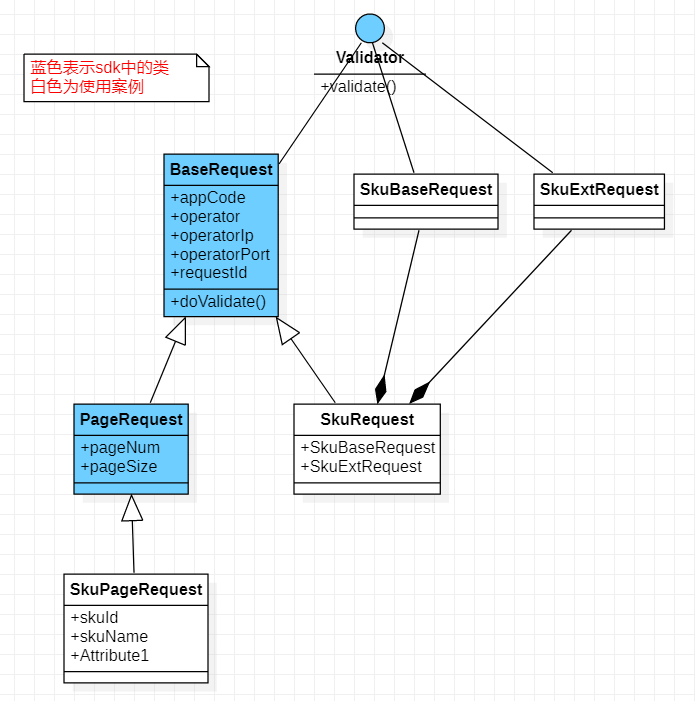 蓝色表示sdk中的类
白色为使用案例
Validator
+validate()
BaseRequest
+appCode
+operator
+operatorIp
+operatorPort
+requestId
+doValidate()
SkuBaseRequest
SkuExtRequest
PageRequest
+pageNum
+pageSize
SkuRequest
+SkuBaseRequest
+SkuExtRequest
SkuPageRequest
+skuId
+skuName
+Attribute1